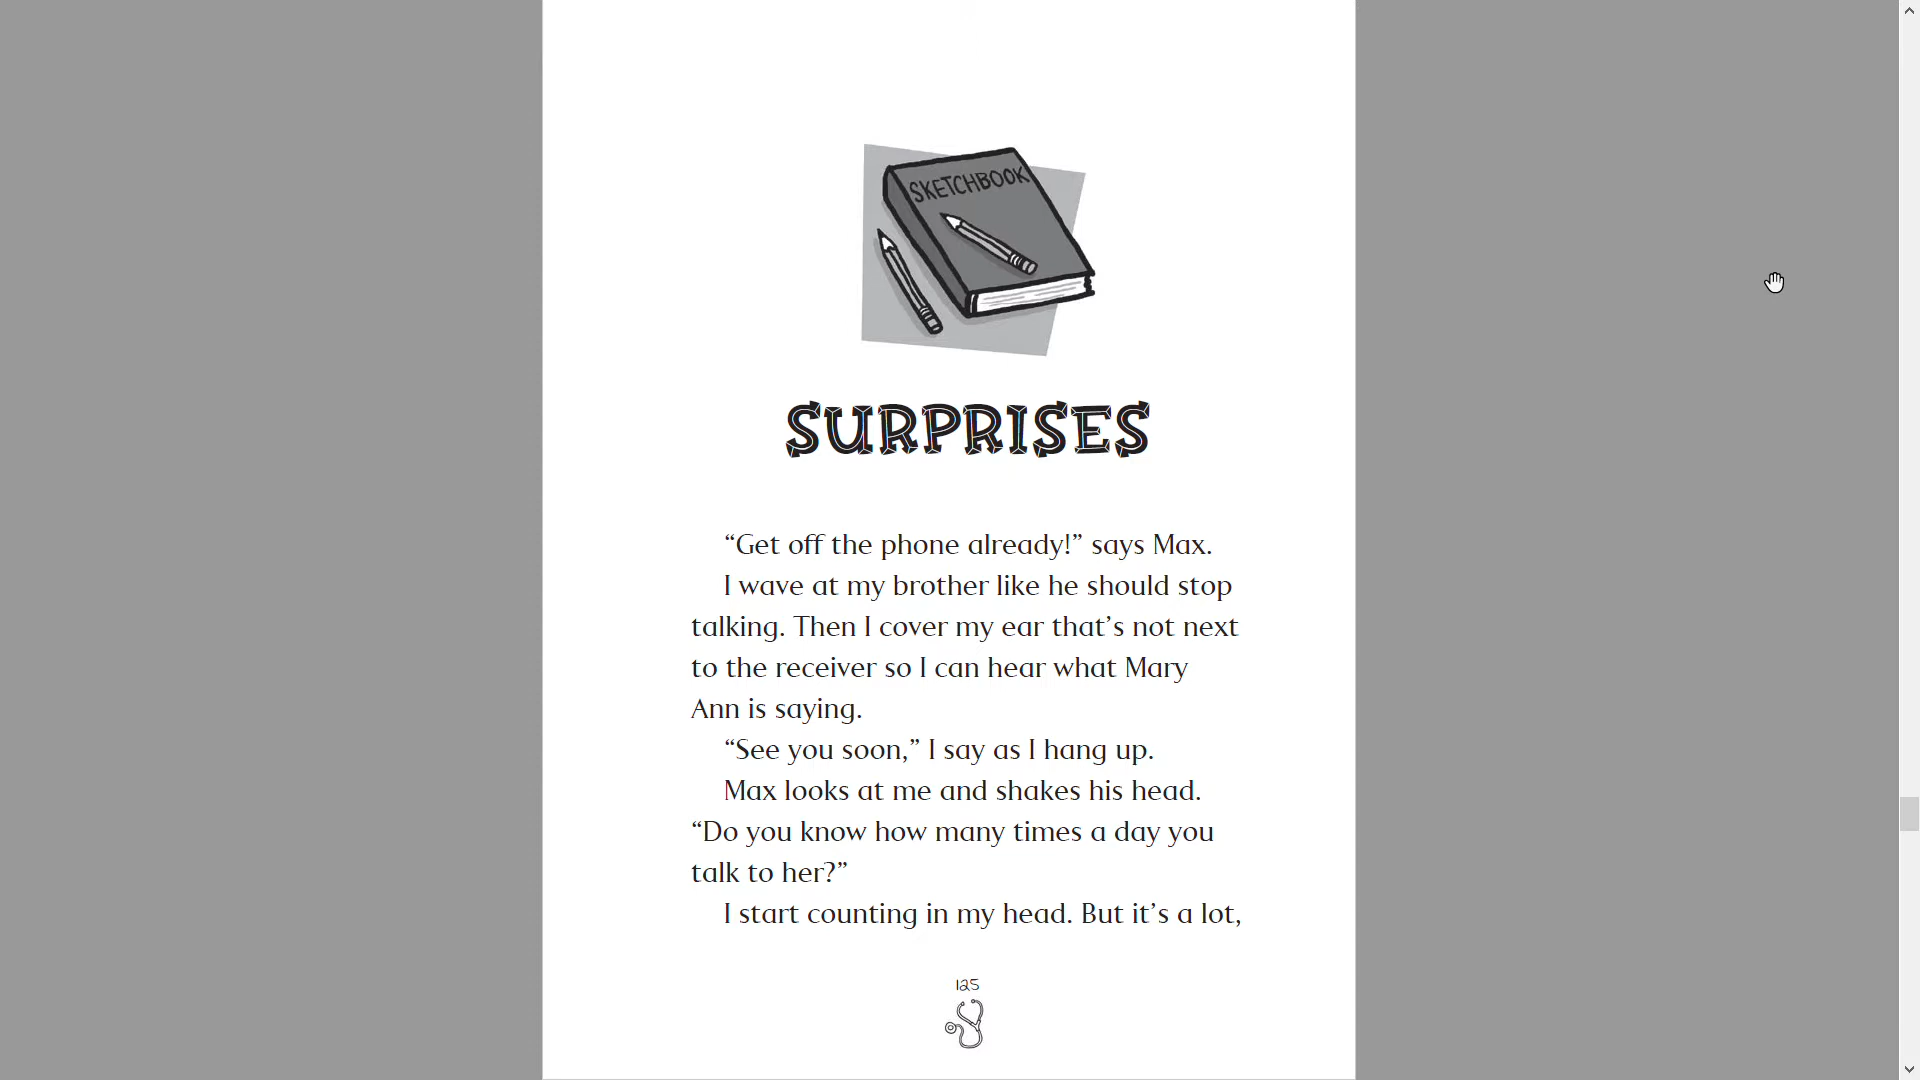 SKETCHBOOK
SURPRISES
“Get off the phone already!” says Max.
I wave at my brother like he should stop
talking. Then I cover my ear that’s not next
to the receiver so I can hear what Mary
Ann is saying.
“See you soon,” I say as I hang up.
Max looks at me and shakes his head.
“Do you know how many times a day you
talk to her?”
I start counting in my head. But it’s a lot,
125